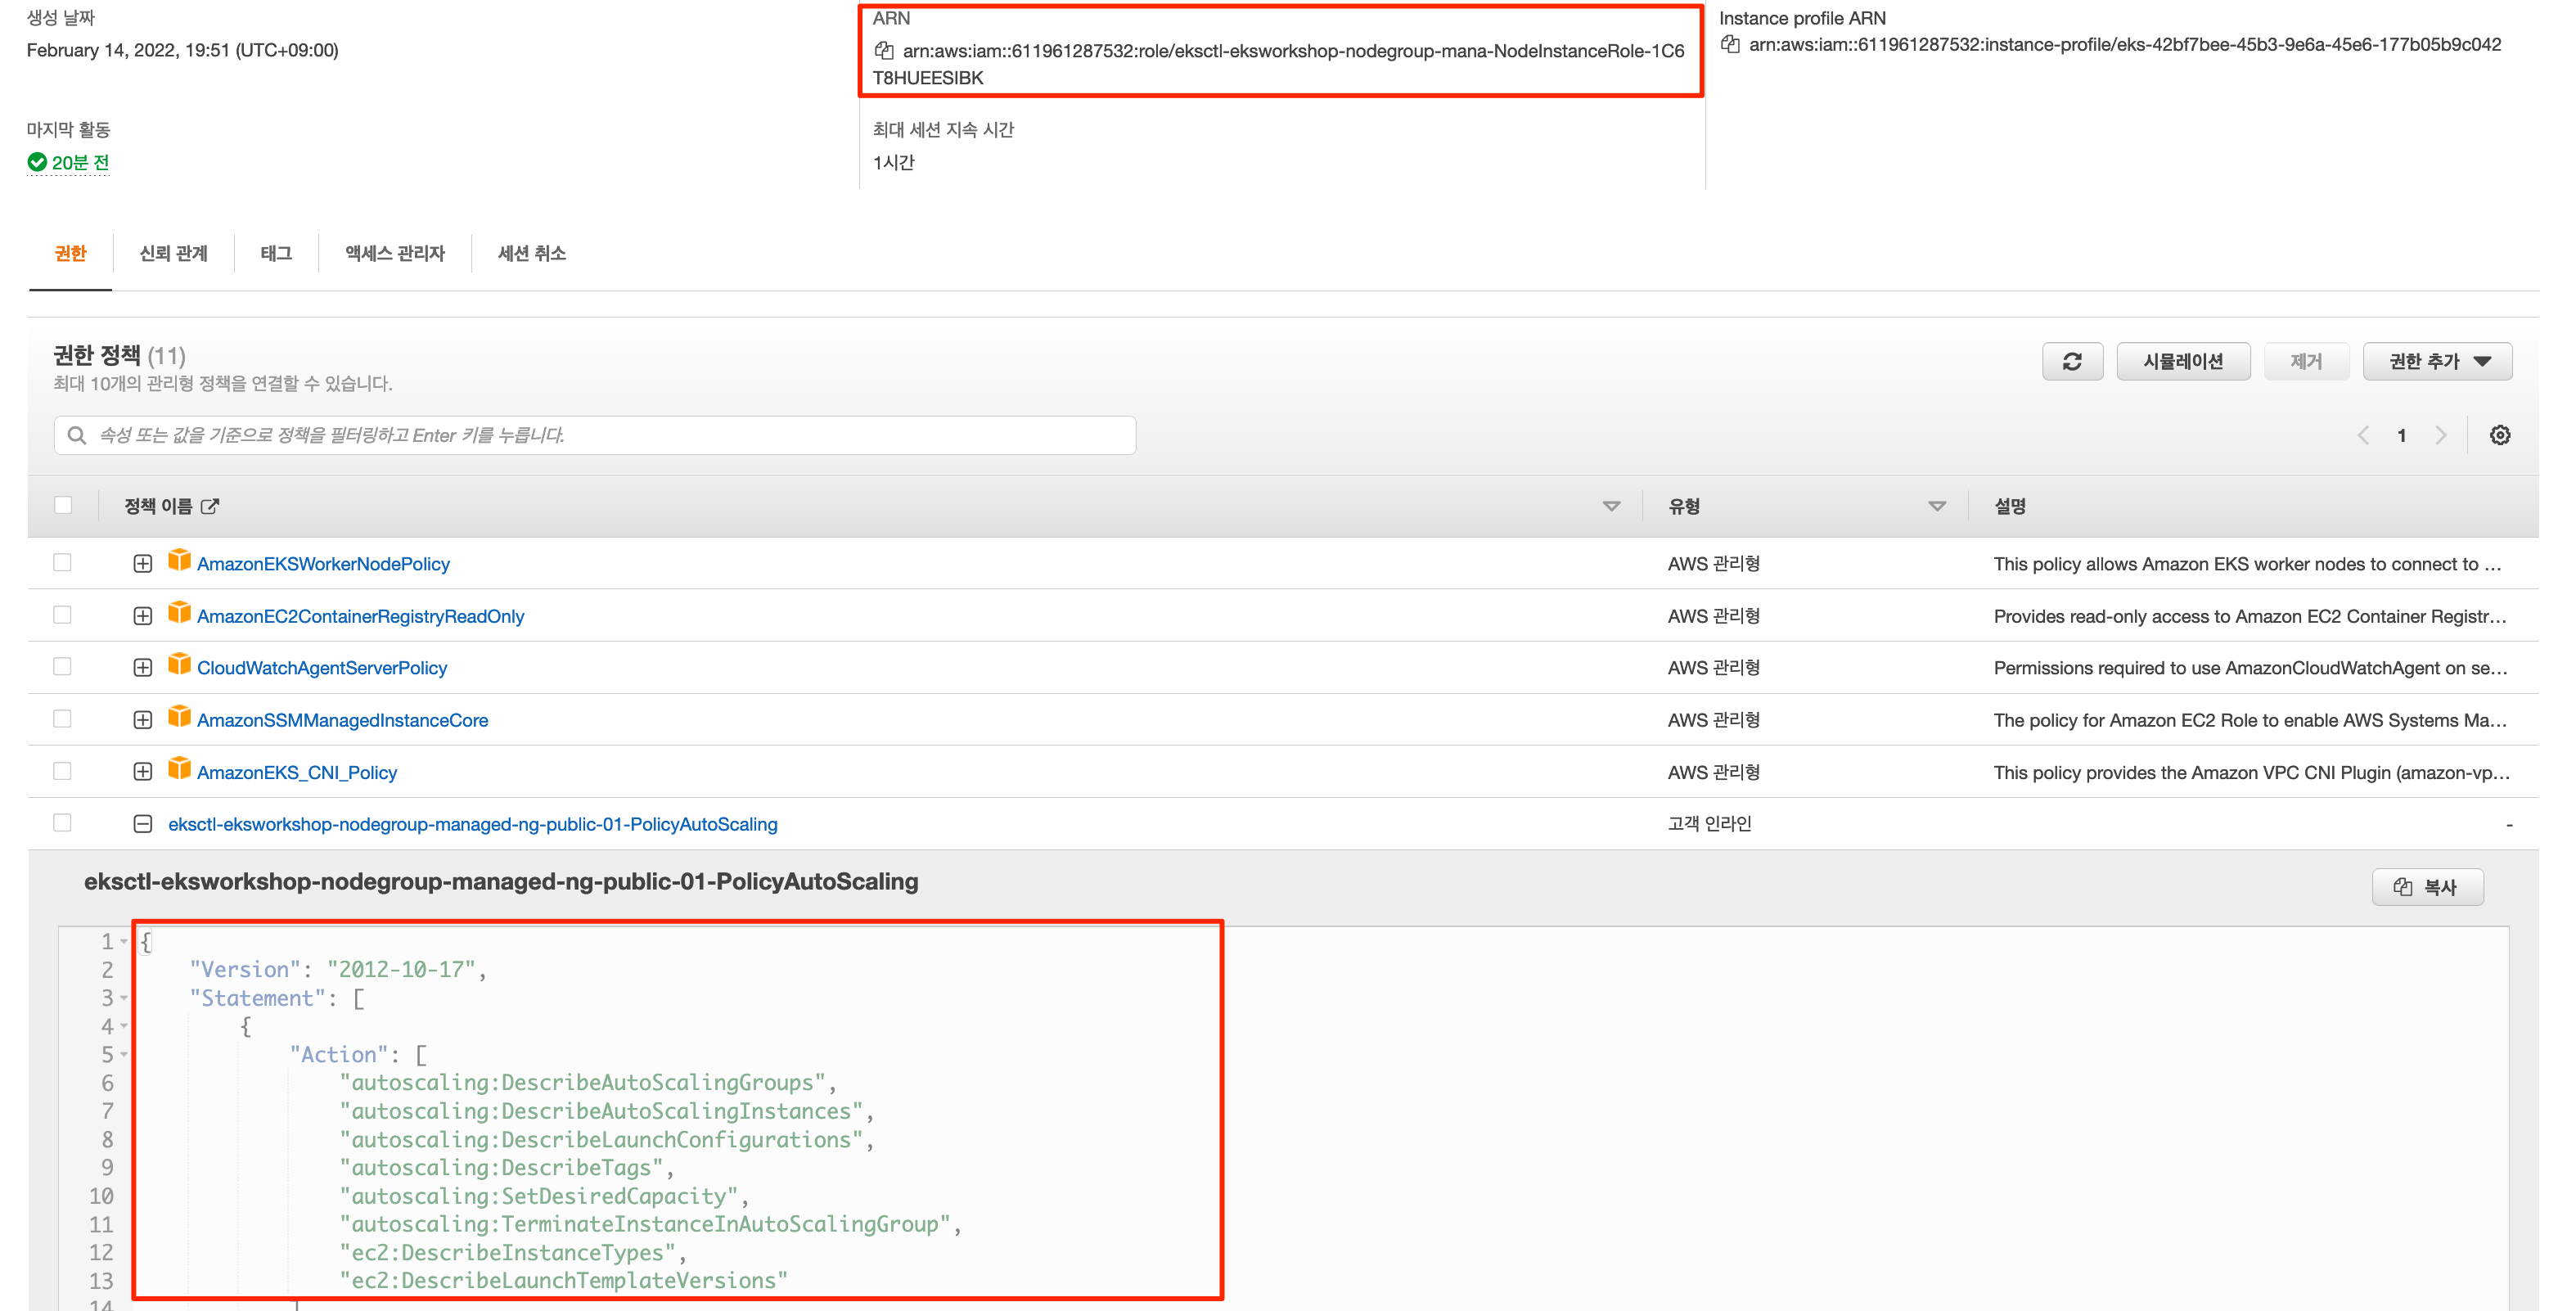 생성 날짜
February 14, 2022, 19:51 (UTC+09:00)
ARN
arn:aws:iam::611961287532:role/eksctl-eksworkshop-nodegroup-mana-NodeInstanceRole-1C6
T8HUEESIBK
Instance profile ARN
arn:aws:iam::611961287532:instance-profile/eks-42bf7bee-45b3-9e6a-45e6-177b05b9c042
마지막 활동
20분 전
최대 세션 지속 시간
1시간
권한
신뢰 관계
태그
액세스 관리자
세션 취소
권한 정책 (11)
최대 10개의 관리형 정책을 연결할 수 있습니다.
시뮬레이션
제거
권한 추가
속성 또는 값을 기준으로 정책을 필터링하고 Enter 키를 누릅니다.
1
정책 이름
유형
설명
AmazonEKSWorkerNodePolicy
AWS 관리형
This policy allows Amazon EKS worker nodes to connect to …
AmazonEC2ContainerRegistryReadOnly
AWS 관리형
Provides read-only access to Amazon EC2 Container Registr…
CloudWatchAgentServerPolicy
AWS 관리형
Permissions required to use AmazonCloudWatchAgent on se…
AmazonSSMManagedInstanceCore
AWS 관리형
The policy for Amazon EC2 Role to enable AWS Systems Ma…
AmazonEKS_CNI_Policy
AWS 관리형
This policy provides the Amazon VPC CNI Plugin (amazon-vp…
eksctl-eksworkshop-nodegroup-managed-ng-public-01-PolicyAutoScaling
고객 인라인
-
eksctl-eksworkshop-nodegroup-managed-ng-public-01-PolicyAutoScaling
복사
1 {
2 "Version": "2012-10-17",
3 "Statement": [
4 {
5 "Action": [
6 "autoscaling:DescribeAutoScalingGroups",
7 "autoscaling:DescribeAutoScalingInstances",
8 "autoscaling:DescribeLaunchConfigurations",
9 "autoscaling:DescribeTags",
10 "autoscaling:SetDesiredCapacity",
11 "autoscaling:TerminateInstanceInAutoScalingGroup",
12 "ec2:DescribeInstanceTypes",
13 "ec2:DescribeLaunchTemplateVersions"
14 ]